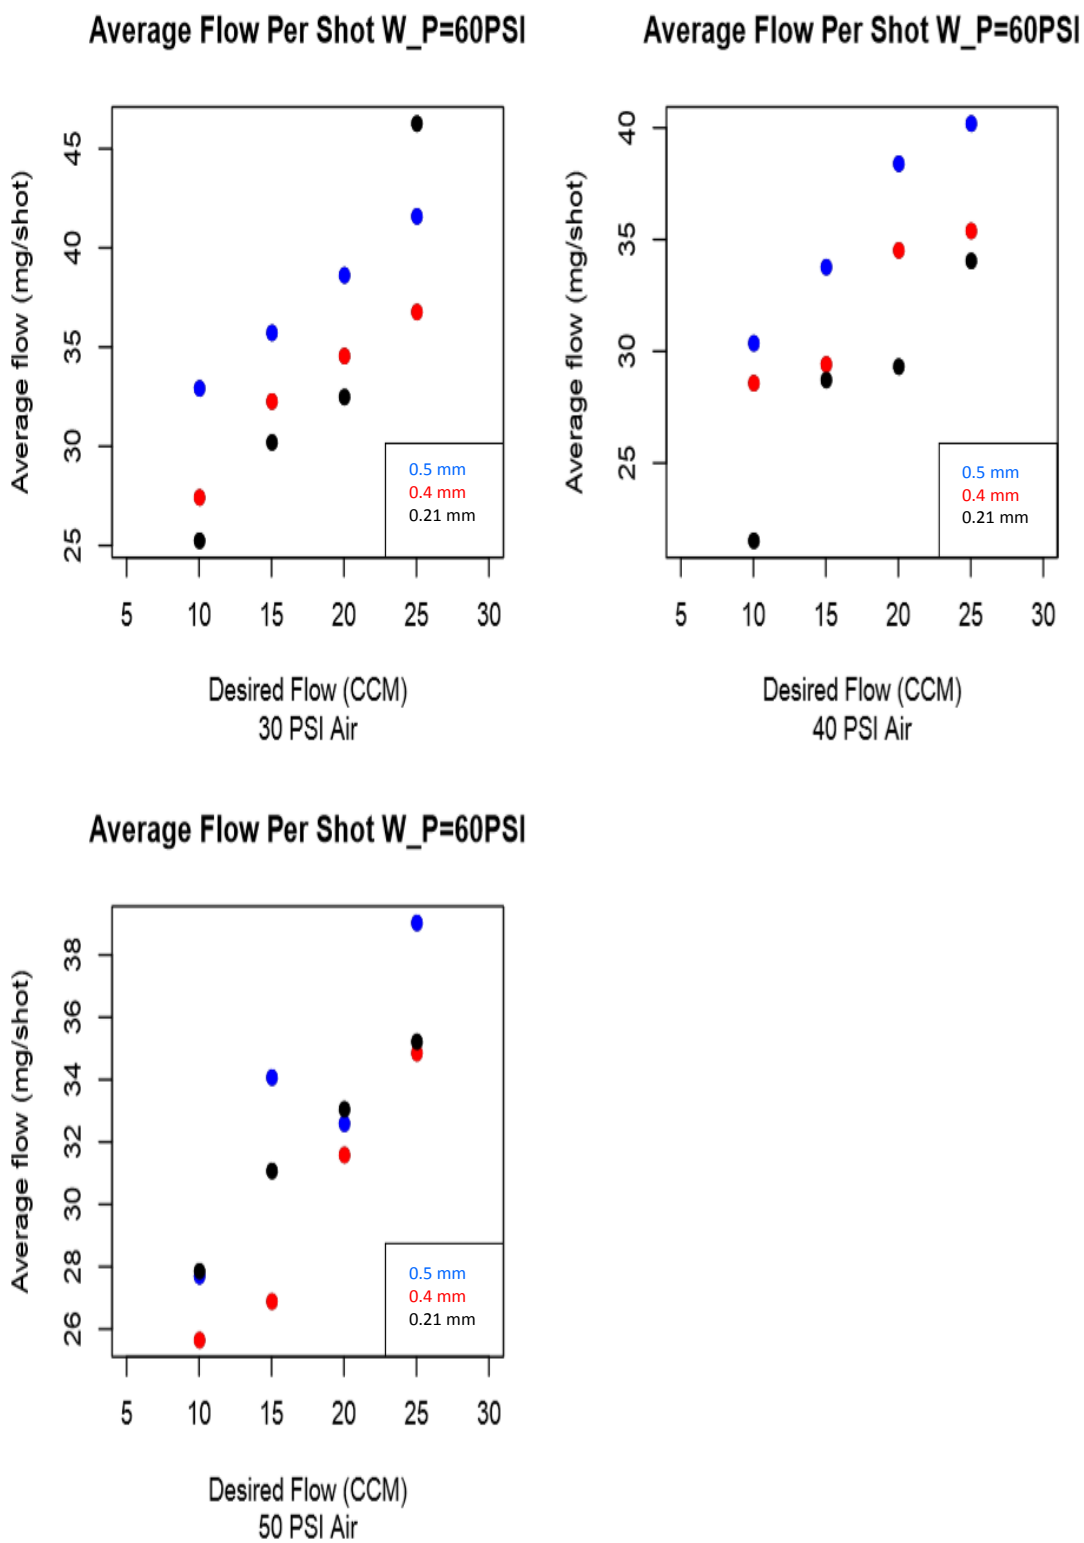 Average Flow Per Shot W_P=60PSI
Average flow (mg/shot)
45
40
35
30
25
0.5 mm
0.4 mm
0.21 mm
5 10 15 20 25 30
Desired Flow (CCM)
30 PSI Air
Average Flow Per Shot W_P=60PSI
Average flow (mg/shot)
40
35
30
25
0.5 mm
0.4 mm
0.21 mm
5 10 15 20 25 30
Desired Flow (CCM)
40 PSI Air
Average Flow Per Shot W_P=60PSI
Average flow (mg/shot)
38
36
34
32
30
28
26
0.5 mm
0.4 mm
0.21 mm
5 10 15 20 25 30
Desired Flow (CCM)
50 PSI Air